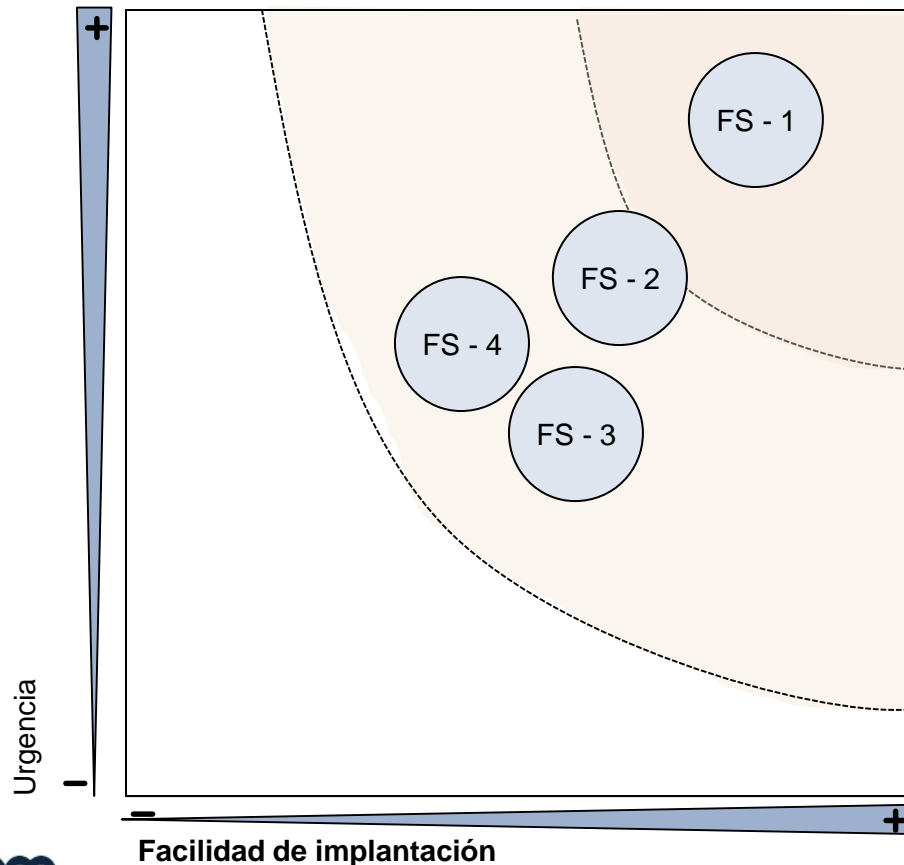 +
FS - 1
FS - 2
FS - 4
FS - 3
Urgencia
–
–
+
Facilidad de implantación